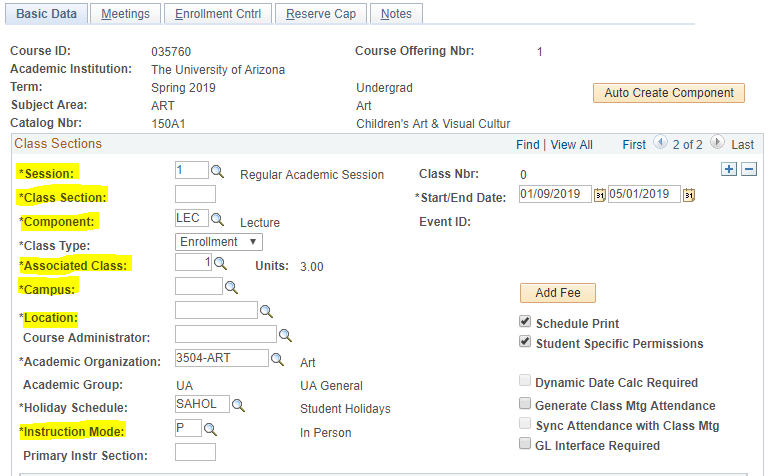 Basic Data Meetings Enrollment Cntrl Reserve Cap Notes
Course ID: 035760 Course Offering Nbr: 1
Academic Institution: The University of Arizona
Term: Spring 2019 Undergrad Auto Create Component
Subject Area: ART Art
Catalog Nbr: 150A1 Children's Art & Visual Cultur
Class Sections Find | View All First 2 of 2 Last
*Session: 1 Regular Academic Session Class Nbr: 0 + −
*Class Section: *Start/End Date: 01/09/2019 31 05/01/2019 31
*Component: LEC Lecture Event ID:
*Class Type: Enrollment
*Associated Class: 1 Units: 3.00
*Campus: Add Fee
*Location: Schedule Print
Course Administrator: Student Specific Permissions
*Academic Organization: 3504-ART Art
Academic Group: UA UA General Dynamic Date Calc Required
*Holiday Schedule: SAHOL Student Holidays Generate Class Mtg Attendance
*Instruction Mode: P In Person Sync Attendance with Class Mtg
Primary Instr Section: GL Interface Required